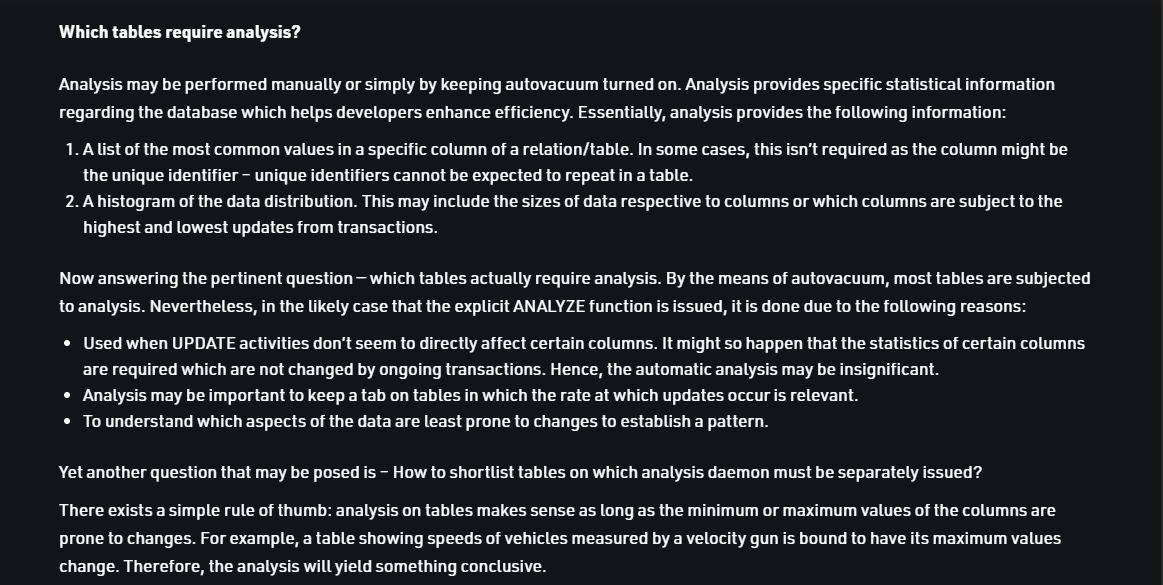 Which tables require analysis?
Analysis may be performed manually or simply by keeping autovacuum turned on. Analysis provides specific statistical information
regarding the database which helps developers enhance efficiency. Essentially, analysis provides the following information:
1. A list of the most common values in a specific column of a relation/table. In some cases, this isn't required as the column might be
the unique identifier – unique identifiers cannot be expected to repeat in a table.
2. A histogram of the data distribution. This may include the sizes of data respective to columns or which columns are subject to the
highest and lowest updates from transactions.
Now answering the pertinent question — which tables actually require analysis. By the means of autovacuum, most tables are subjected
to analysis. Nevertheless, in the likely case that the explicit ANALYZE function is issued, it is done due to the following reasons:
• Used when UPDATE activities don't seem to directly affect certain columns. It might so happen that the statistics of certain columns
are required which are not changed by ongoing transactions. Hence, the automatic analysis may be insignificant.
• Analysis may be important to keep a tab on tables in which the rate at which updates occur is relevant.
• To understand which aspects of the data are least prone to changes to establish a pattern.
Yet another question that may be posed is – How to shortlist tables on which analysis daemon must be separately issued?
There exists a simple rule of thumb: analysis on tables makes sense as long as the minimum or maximum values of the columns are
prone to changes. For example, a table showing speeds of vehicles measured by a velocity gun is bound to have its maximum values
change. Therefore, the analysis will yield something conclusive.